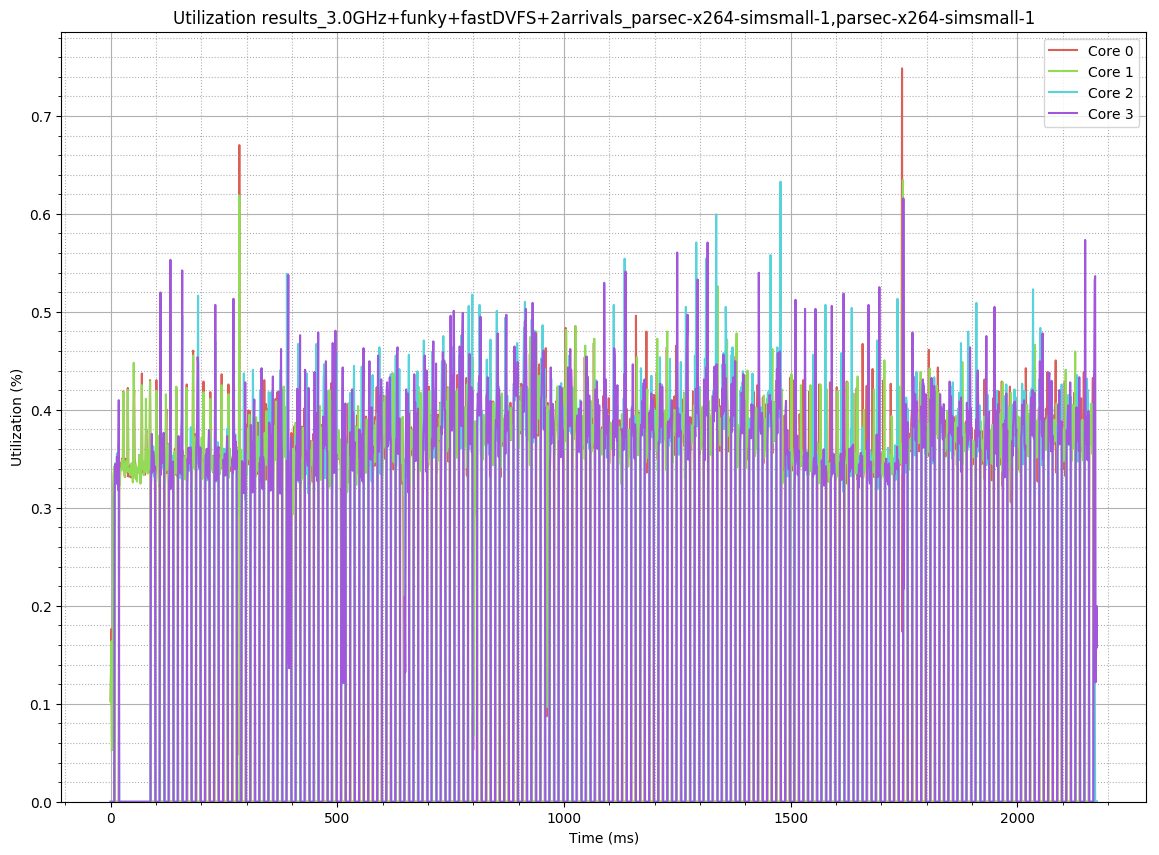 Utilization results_3.0GHz+funky+fastDVFS+2arrivals_parsec-x264-simsmall-1,parsec-x264-simsmall-1
Core 0
Core 1
Core 2
Core 3
Utilization (%)
0.7
0.6
0.5
0.4
0.3
0.2
0.1
0.0
0 500 1000 1500 2000
Time (ms)